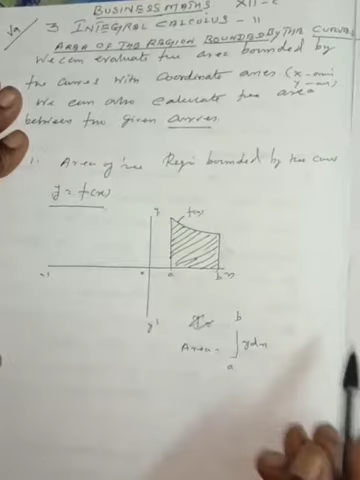 BUSINESS MATHS XII-C
3 INTEGRAL CALCULUS - II
AREA OF THE REGION BOUNDED BY THE CURVES
We can evaluate the area bounded by
the curves with coordinate axes (x-axis
y-axis)
We can also calculate the area
between two given curves
1. Area of the Region bounded by the curve
y = f(x)
y
f(x)
a b x
y'
b
Area = ∫ y dx
a